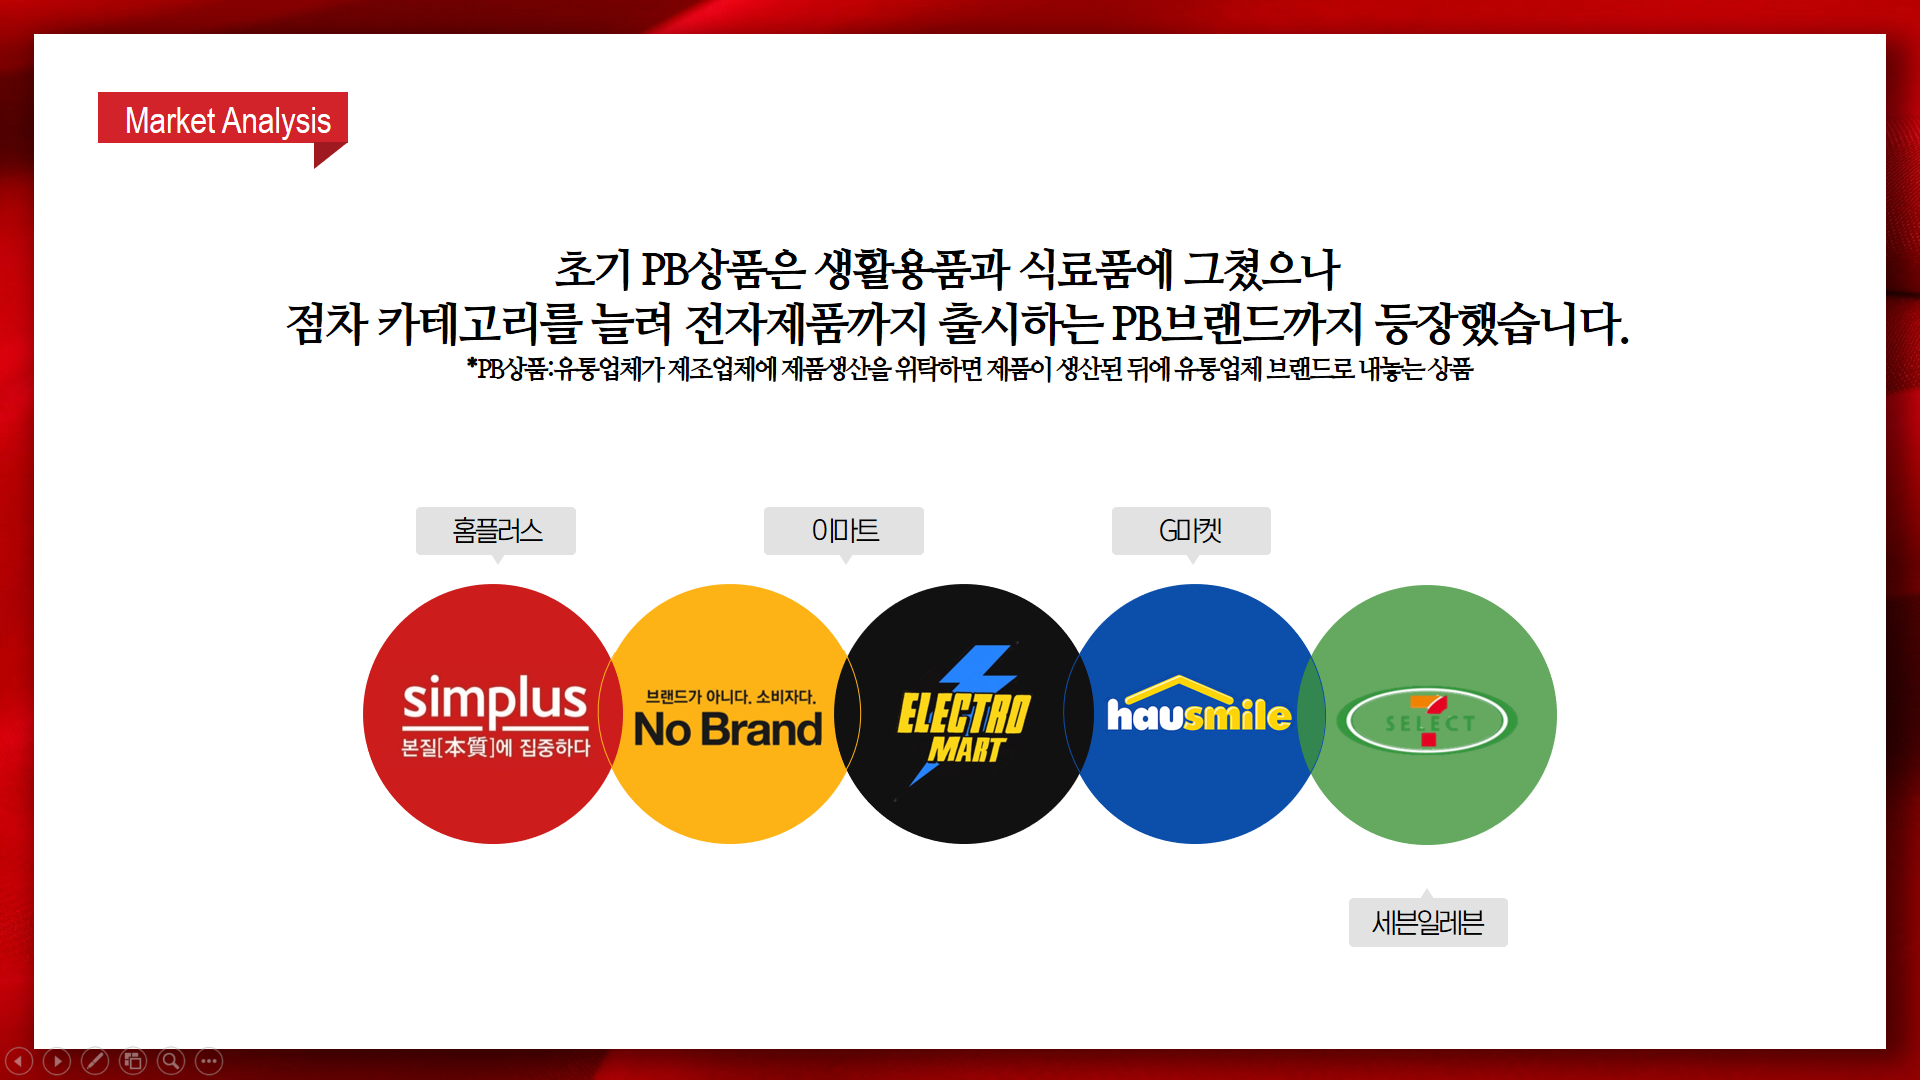 Market Analysis
초기 PB상품은 생활용품과 식료품에 그쳤으나
점차 카테고리를 늘려 전자제품까지 출시하는 PB브랜드까지 등장했습니다.
*PB상품:유통업체가 제조업체에 제품생산을 위탁하면 제품이 생산된 뒤에 유통업체 브랜드로 내놓는 상품
홈플러스
이마트
G마켓
simplus
본질[本質]에 집중하다
브랜드가 아니다. 소비자다.
No Brand
ELECTRO
MART
hausmile
7
SELECT
세븐일레븐